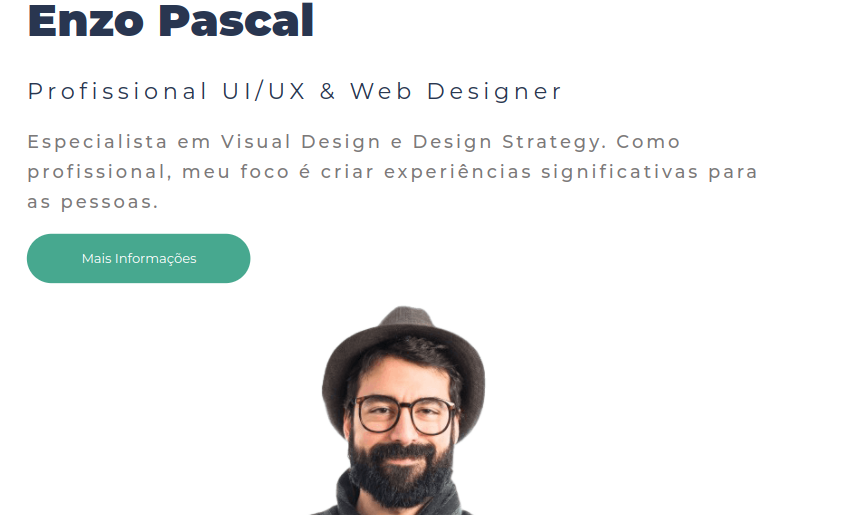 Enzo Pascal
Profissional UI/UX & Web Designer
Especialista em Visual Design e Design Strategy. Como
profissional, meu foco é criar experiências significativas para
as pessoas.
Mais Informações